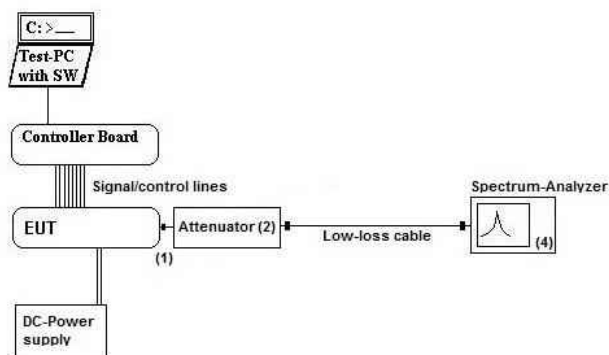 C: >__
Test-PC
with SW
Controller Board
Signal/control lines
Spectrum-Analyzer
EUT
Attenuator (2)
Low-loss cable
(4)
(1)
DC-Power
supply